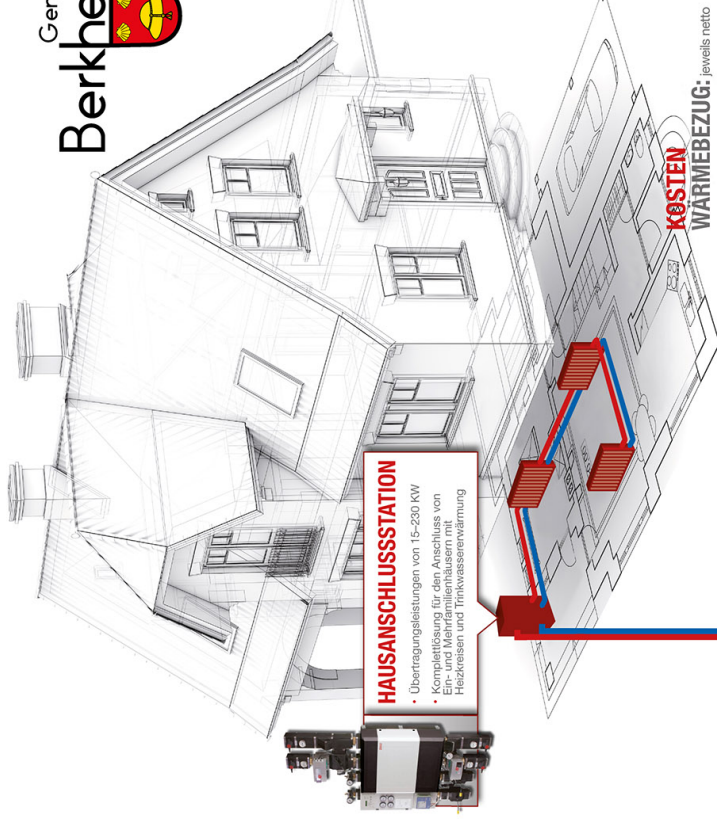 Ger
Berkhe
HAUSANSCHLUSSSTATION
• Übertragungsleistungen von 15–230 KW
• Komplettlösung für den Anschluss von
Ein- und Mehrfamilienhäusern mit
Heizkreisen und Trinkwassererwärmung
KOSTEN
WÄRMEBEZUG: jeweils netto